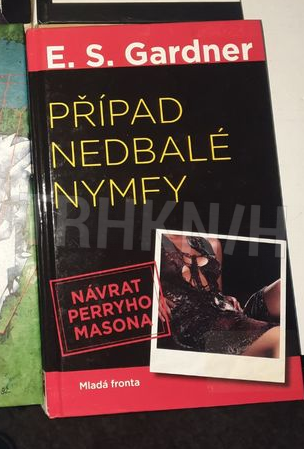 E. S. Gardner
PŘÍPAD
NEDBALÉ
NYMFY
NÁVRAT
PERRYHO
MASONA
Mladá fronta